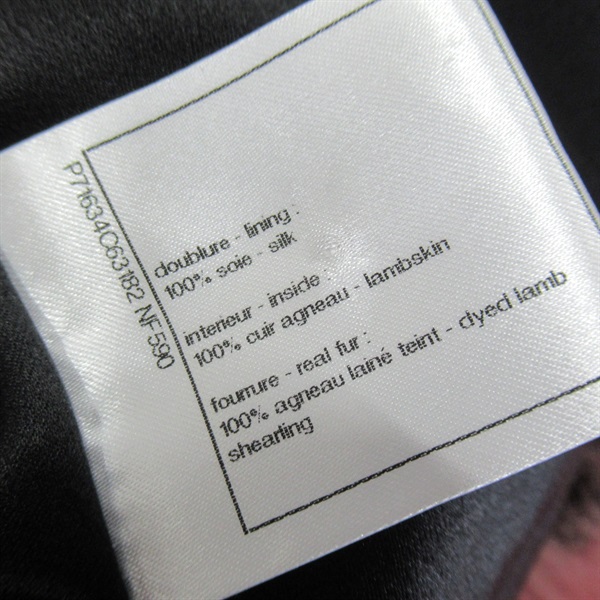 P71634C63182 NF590
doublure - lining :
100% soie - silk
interieur - inside :
100% cuir agneau - lambskin
fourrure - real fur :
100% agneau lainé teint - dyed lamb
shearling